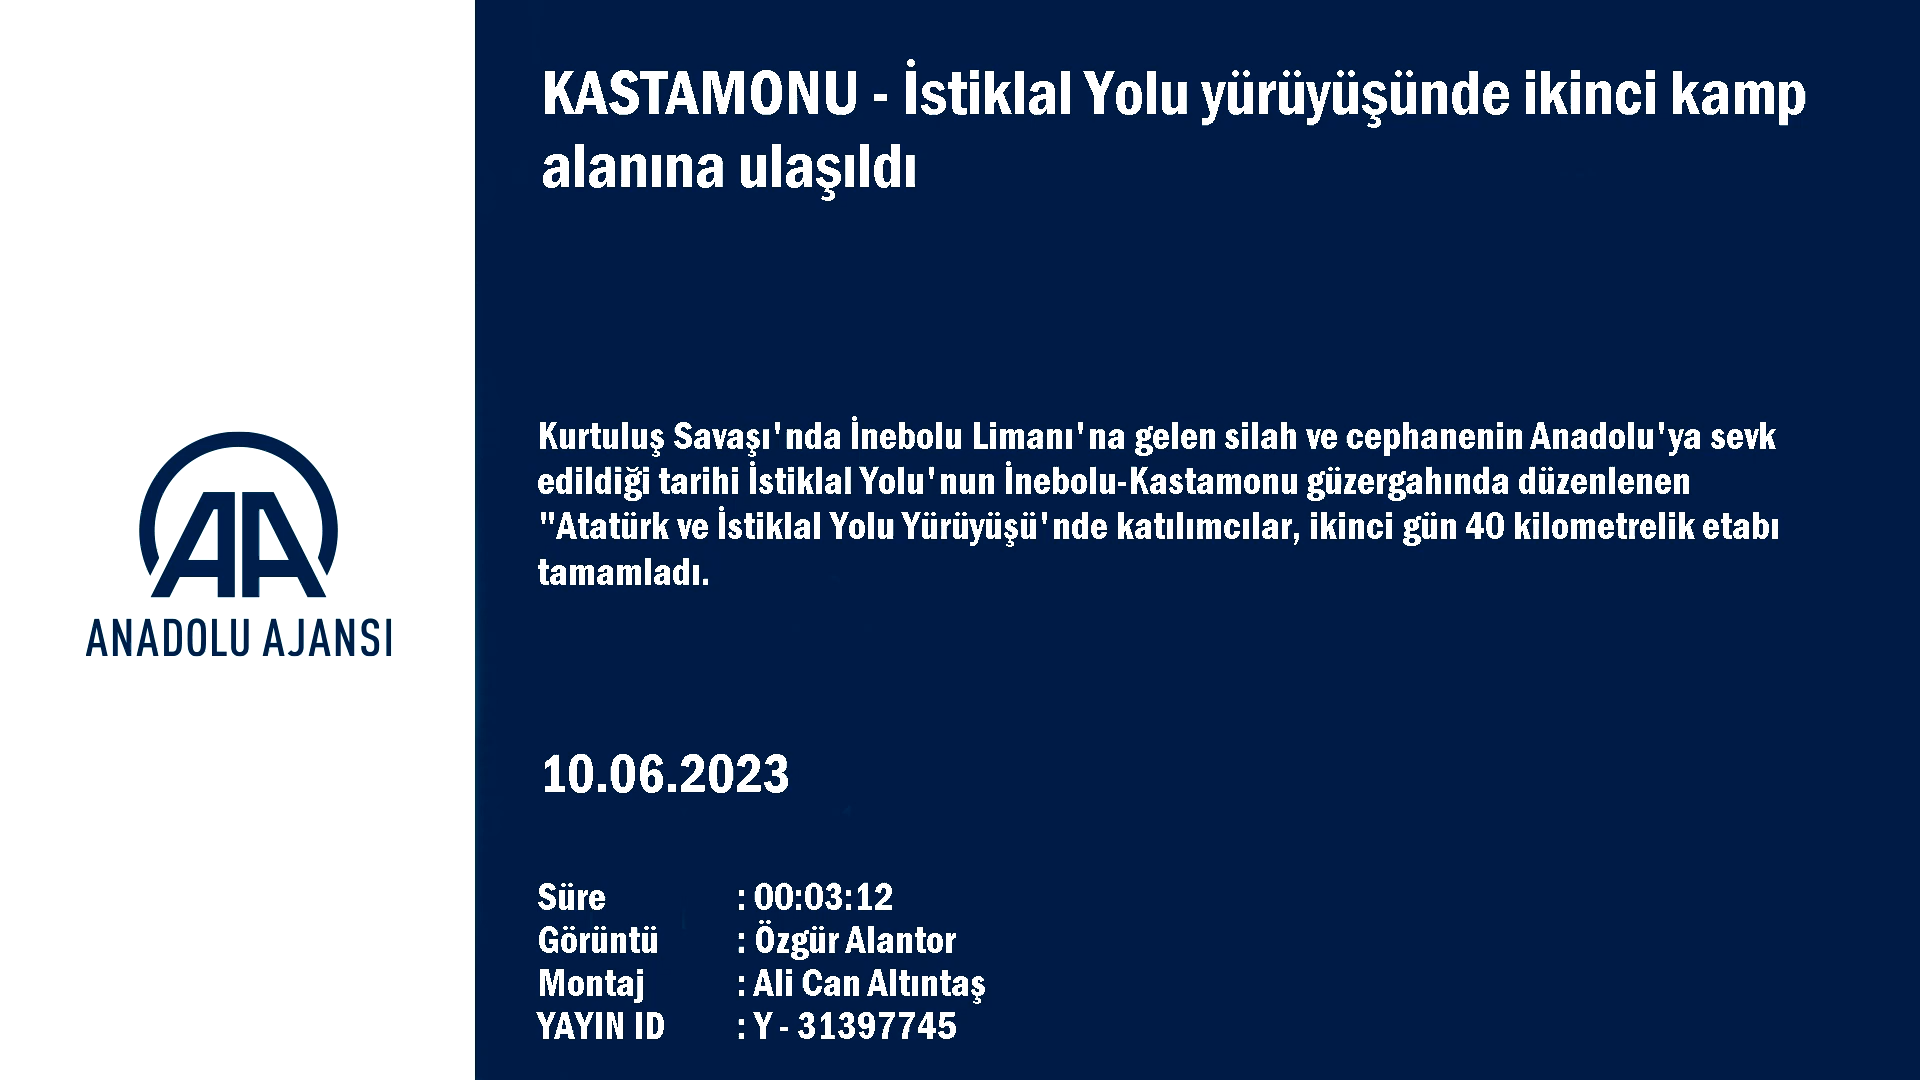 KASTAMONU - İstiklal Yolu yürüyüşünde ikinci kamp
alanına ulaşıldı
Kurtuluş Savaşı'nda İnebolu Limanı'na gelen silah ve cephanenin Anadolu'ya sevk
edildiği tarihi İstiklal Yolu'nun İnebolu-Kastamonu güzergahında düzenlenen
"Atatürk ve İstiklal Yolu Yürüyüşü'nde katılımcılar, ikinci gün 40 kilometrelik etabı
tamamladı.
AA
ANADOLU AJANSI
10.06.2023
Süre : 00:03:12
Görüntü : Özgür Alantor
Montaj : Ali Can Altıntaş
YAYIN ID : Y - 31397745